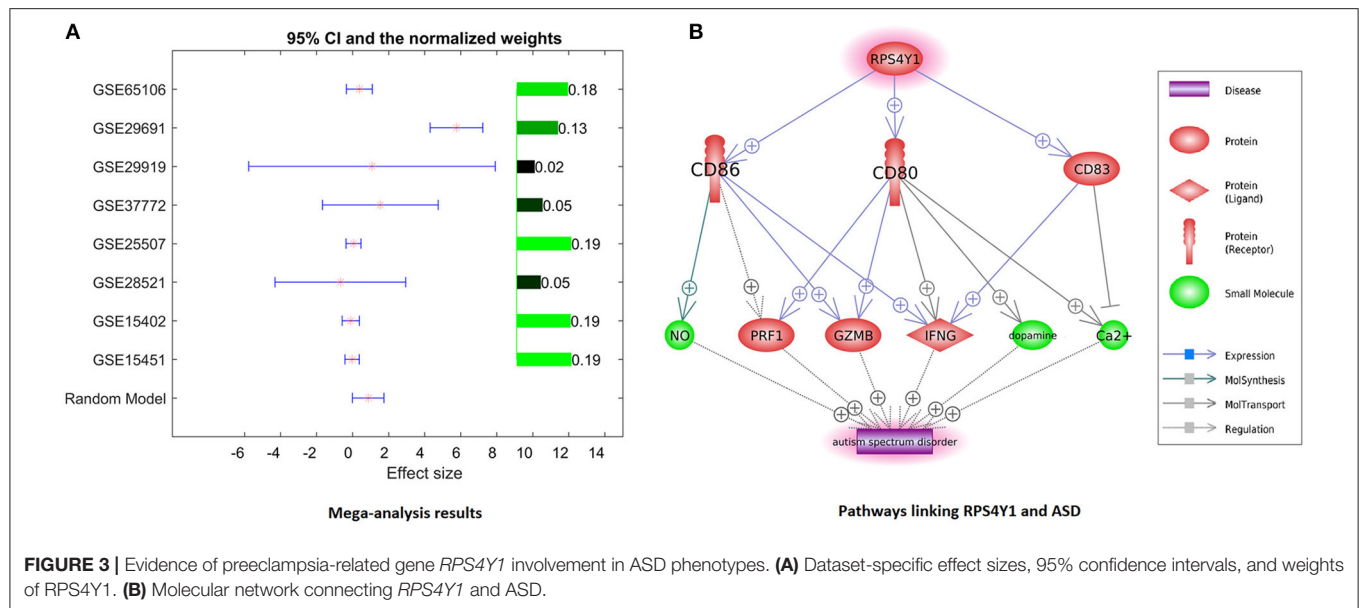 A
95% CI and the normalized weights
GSE65106
0.18
GSE29691
0.13
GSE29919
0.02
GSE37772
0.05
GSE25507
0.19
GSE28521
0.05
GSE15402
0.19
GSE15451
0.19
Random Model
-6 -4 -2 0 2 4 6 8 10 12 14
Effect size
Mega-analysis results
B
RPS4Y1
+ + +
CD86 CD80 CD83
+ + + + + + + + + +
NO PRF1 GZMB IFNG dopamine Ca2+
+ + + + + +
autism spectrum disorder
Pathways linking RPS4Y1 and ASD
Disease
Protein
Protein
(Ligand)
Protein
(Receptor)
Small Molecule
Expression
MolSynthesis
MolTransport
Regulation
FIGURE 3 | Evidence of preeclampsia-related gene RPS4Y1 involvement in ASD phenotypes. (A) Dataset-specific effect sizes, 95% confidence intervals, and weights
of RPS4Y1. (B) Molecular network connecting RPS4Y1 and ASD.